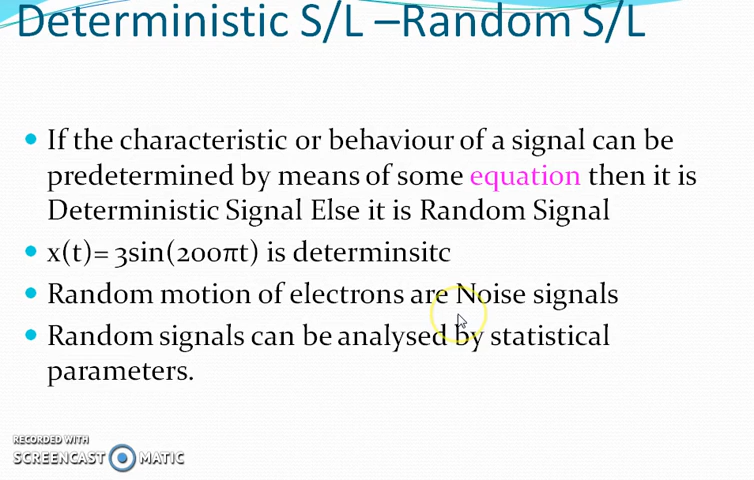 Deterministic S/L –Random S/L
If the characteristic or behaviour of a signal can be
predetermined by means of some equation then it is
Deterministic Signal Else it is Random Signal
x(t)= 3sin(200πt) is determinsitc
Random motion of electrons are Noise signals
Random signals can be analysed by statistical
parameters.
RECORDED WITH
SCREENCAST MATIC